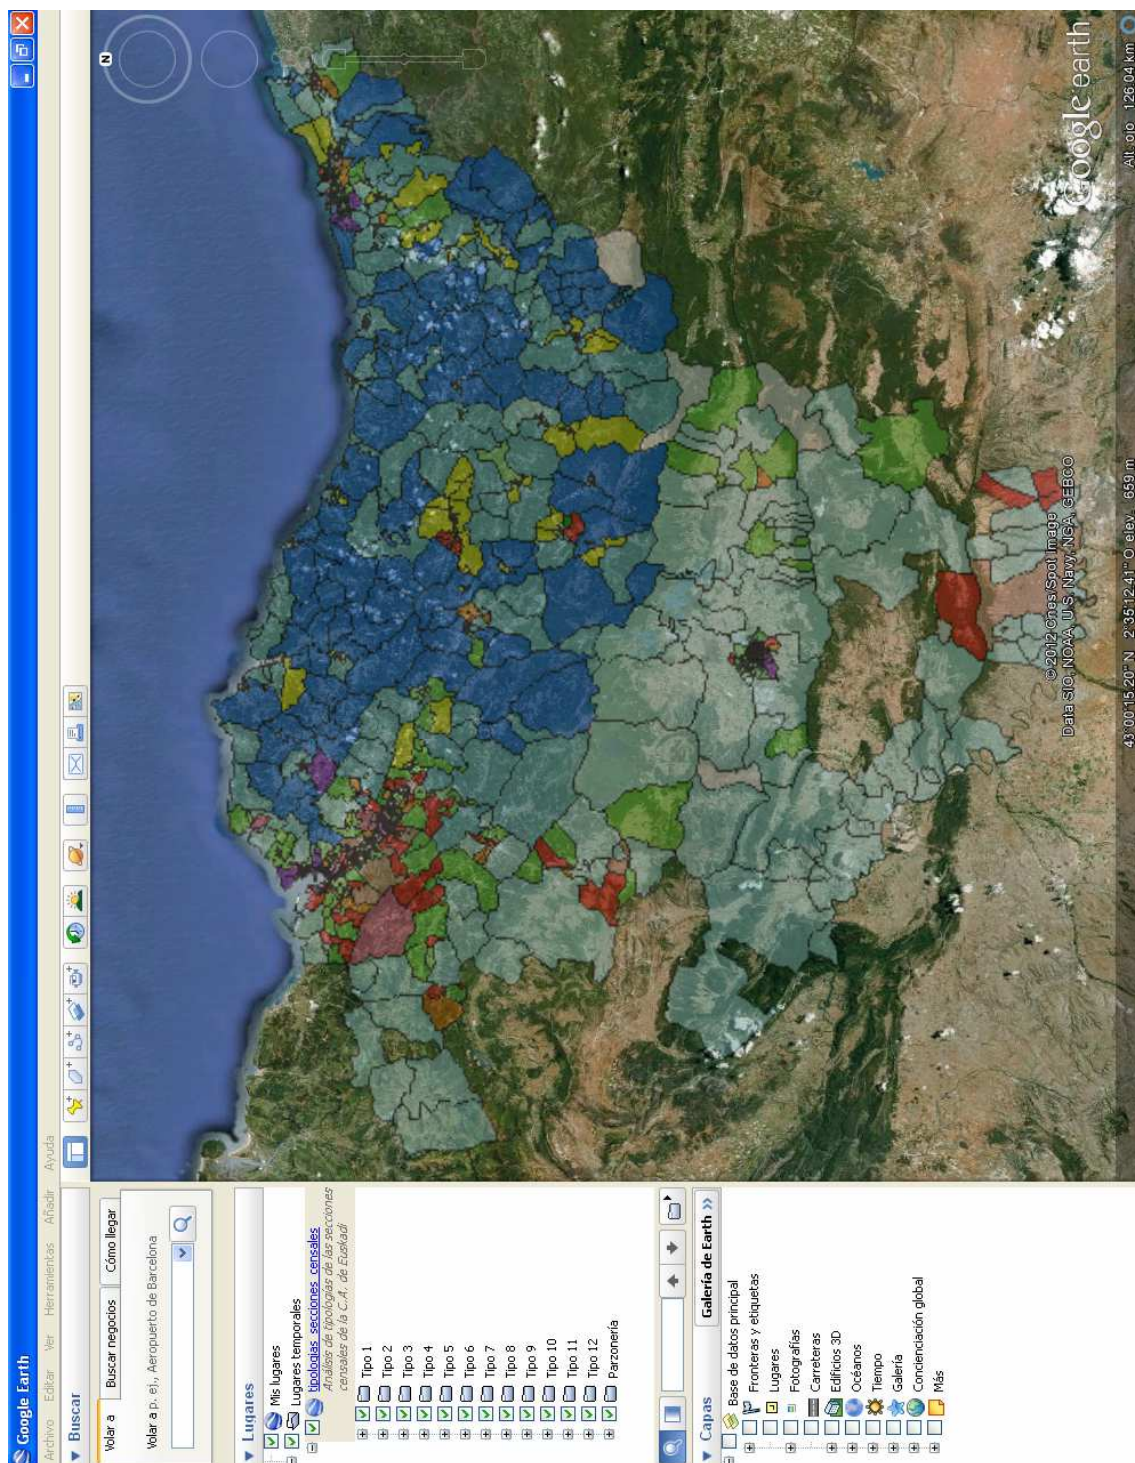 Google Earth
Archivo Editar Ver Herramientas Añadir Ayuda
▼ Buscar
Volar a
Buscar negocios
Cómo llegar
Volar a p. ej., Aeropuerto de Barcelona
▼ Lugares
Mis lugares
Lugares temporales
tipologias secciones censales
Análisis de tipologías de las secciones
censales de la C.A. de Euskadi
Tipo 1
Tipo 2
Tipo 3
Tipo 4
Tipo 5
Tipo 6
Tipo 7
Tipo 8
Tipo 9
Tipo 10
Tipo 11
Tipo 12
Parzonería
▼ Capas
Galería de Earth >>
Base de datos principal
Fronteras y etiquetas
Lugares
Fotografías
Carreteras
Edificios 3D
Océanos
Tiempo
Galería
Concienciación global
Más
N
© 2012 Cnes/Spot Image
Data SIO, NOAA, U.S. Navy, NGA, GEBCO
Google earth
43°00'15.20" N 2°35'12.41" O elev. 659 m
Alt. ojo 126.04 km